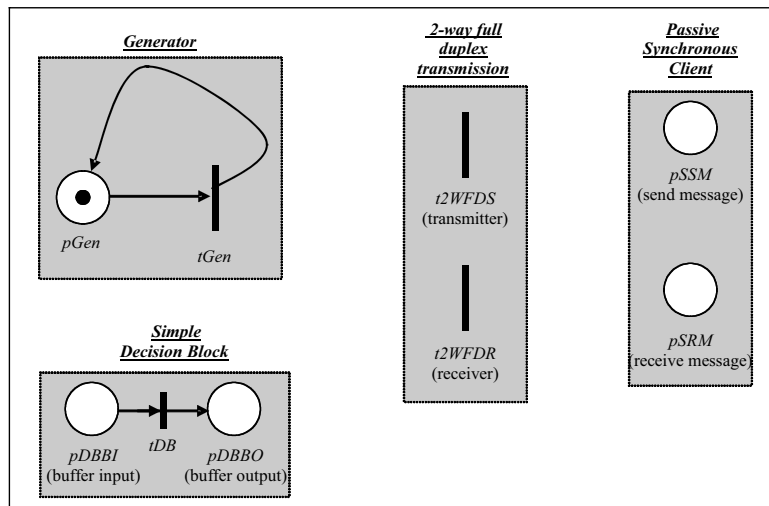 Generator
pGen
tGen
2-way full
duplex
transmission
t2WFDS
(transmitter)
t2WFDR
(receiver)
Passive
Synchronous
Client
pSSM
(send message)
pSRM
(receive message)
Simple
Decision Block
pDBBI
(buffer input)
tDB
pDBBO
(buffer output)